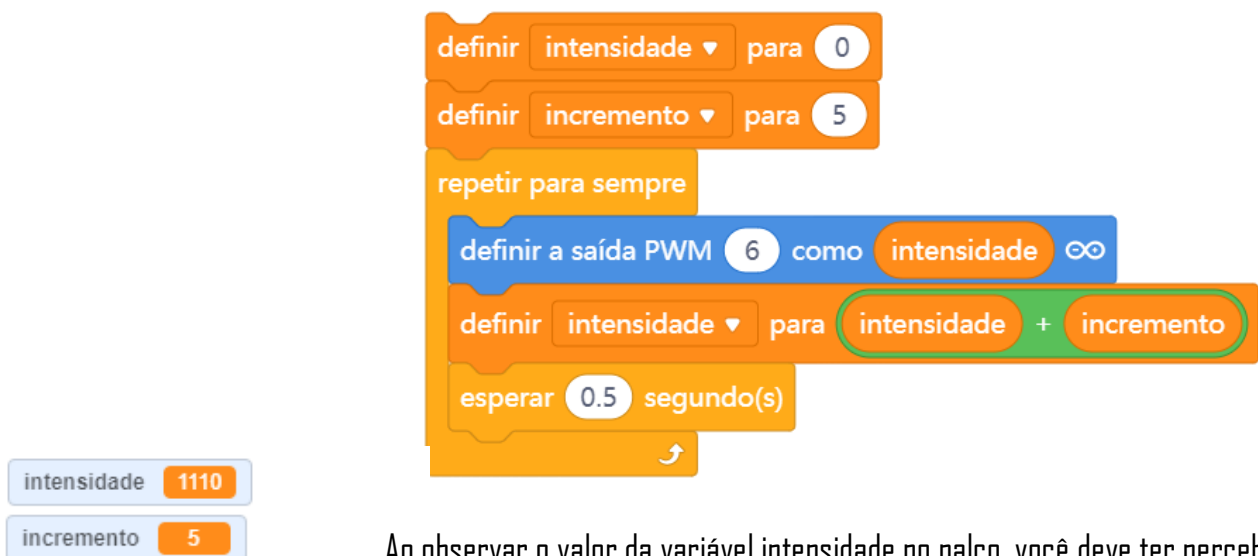 definir intensidade para 0
definir incremento para 5
repetir para sempre
definir a saída PWM 6 como intensidade
definir intensidade para intensidade + incremento
esperar 0.5 segundo(s)
intensidade 1110
incremento 5
Ao observar o valor da variável intensidade no palco, você deve ter